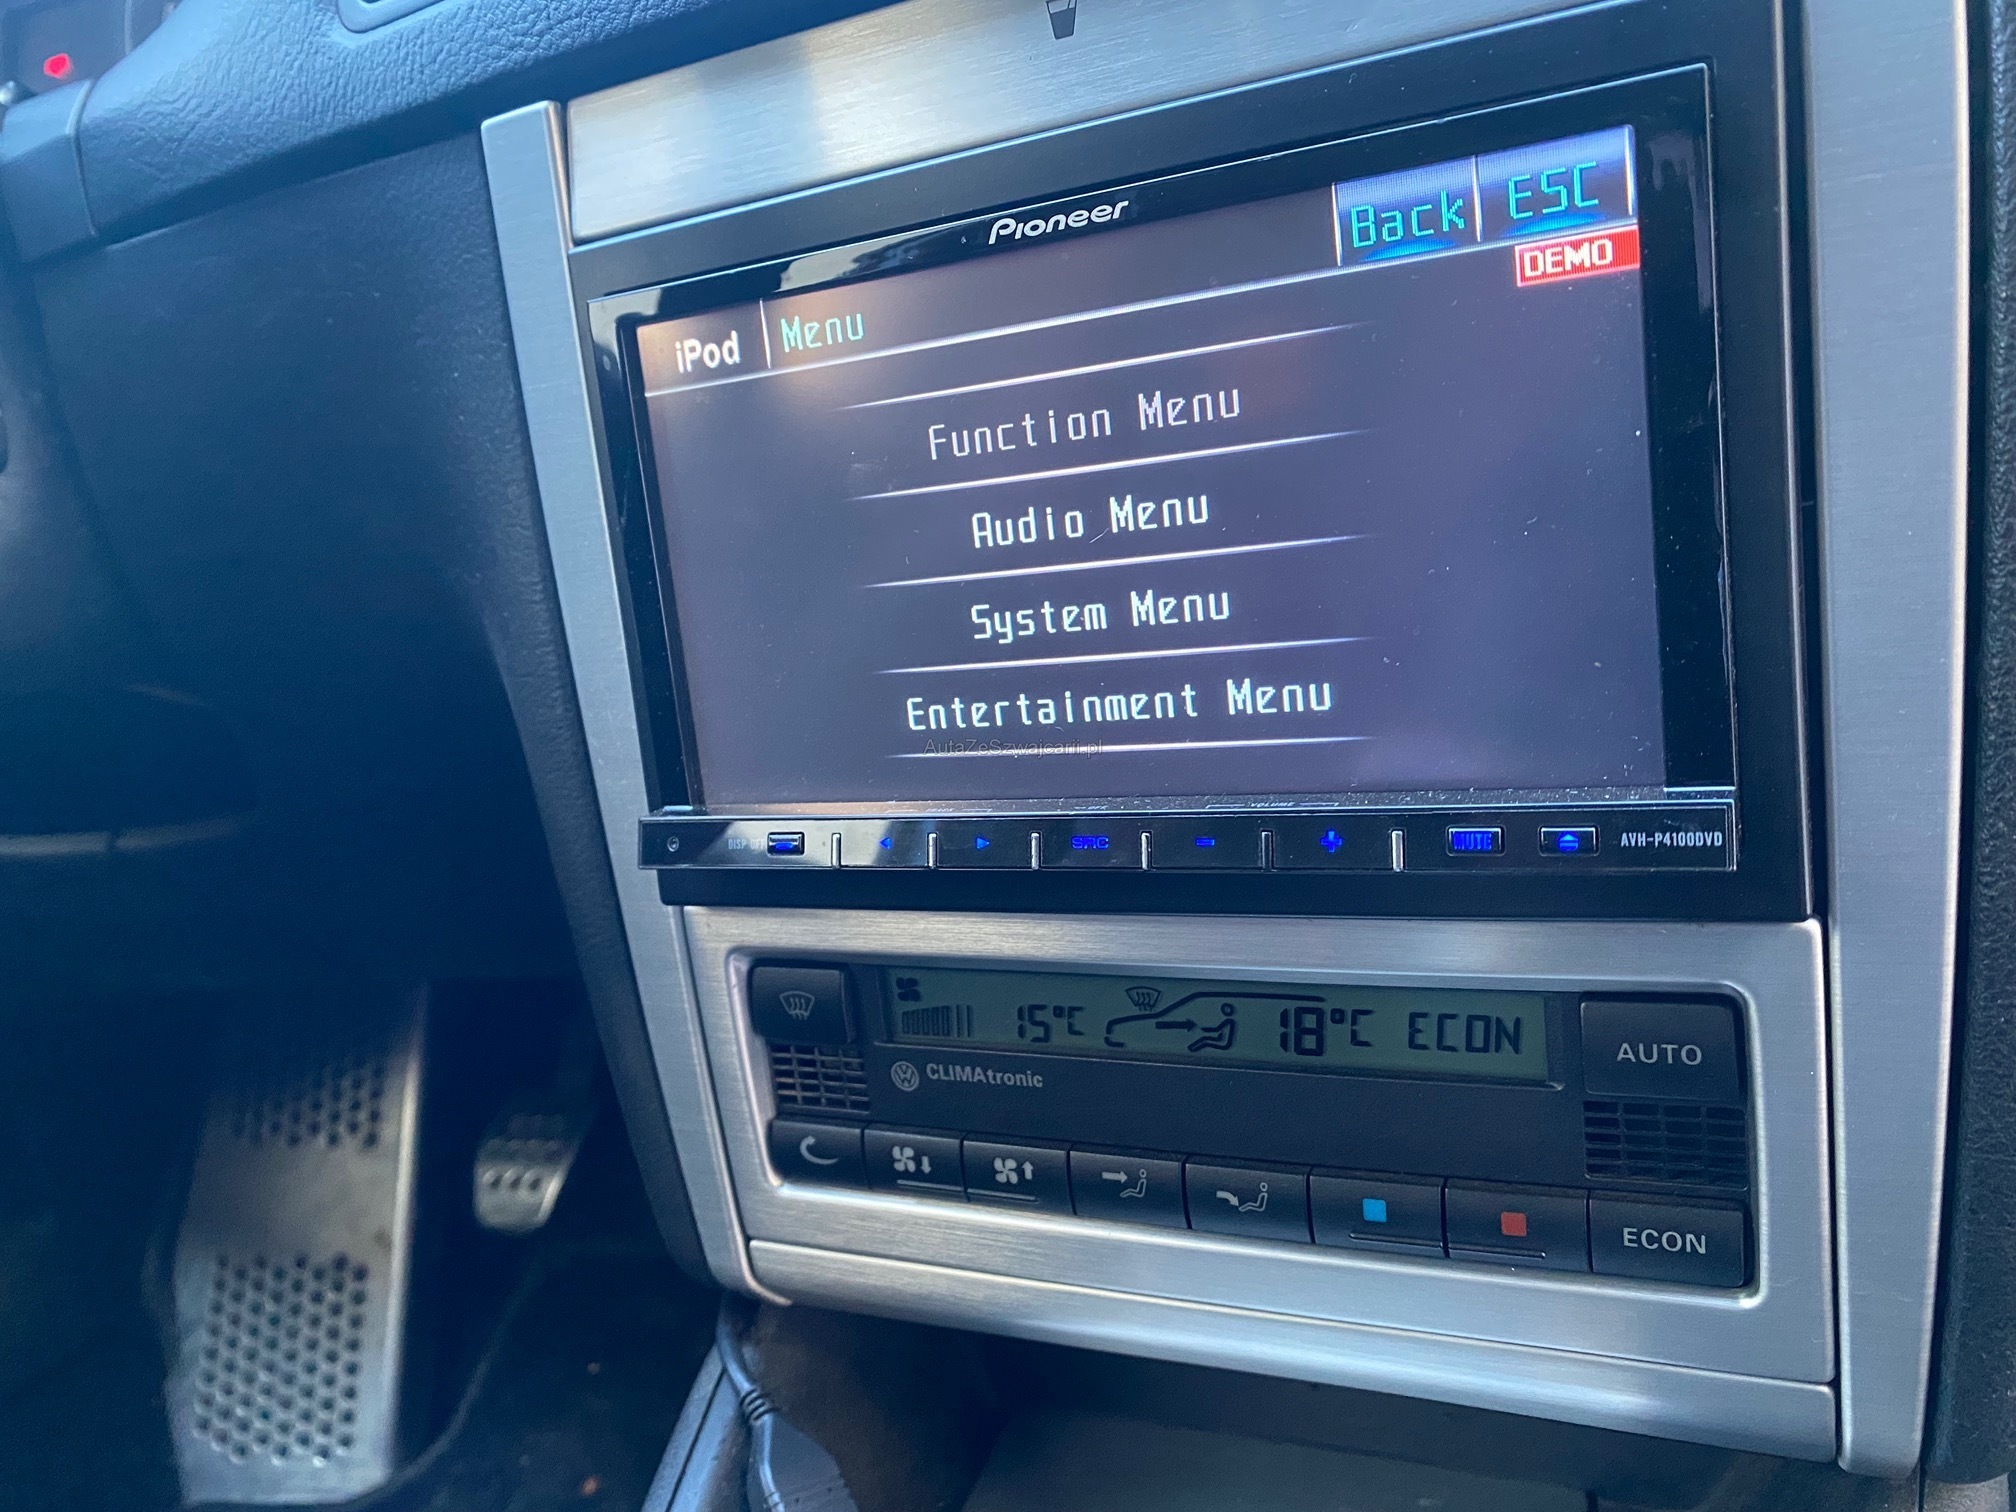 Pioneer
Back ESC
DEMO
iPod Menu
Function Menu
Audio Menu
System Menu
Entertainment Menu
AutaZeSzwajcarii.pl
VOLUME
SRC MUTE AVH-P4100DVD
15°C 18°C ECON
AUTO
CLIMAtronic
ECON